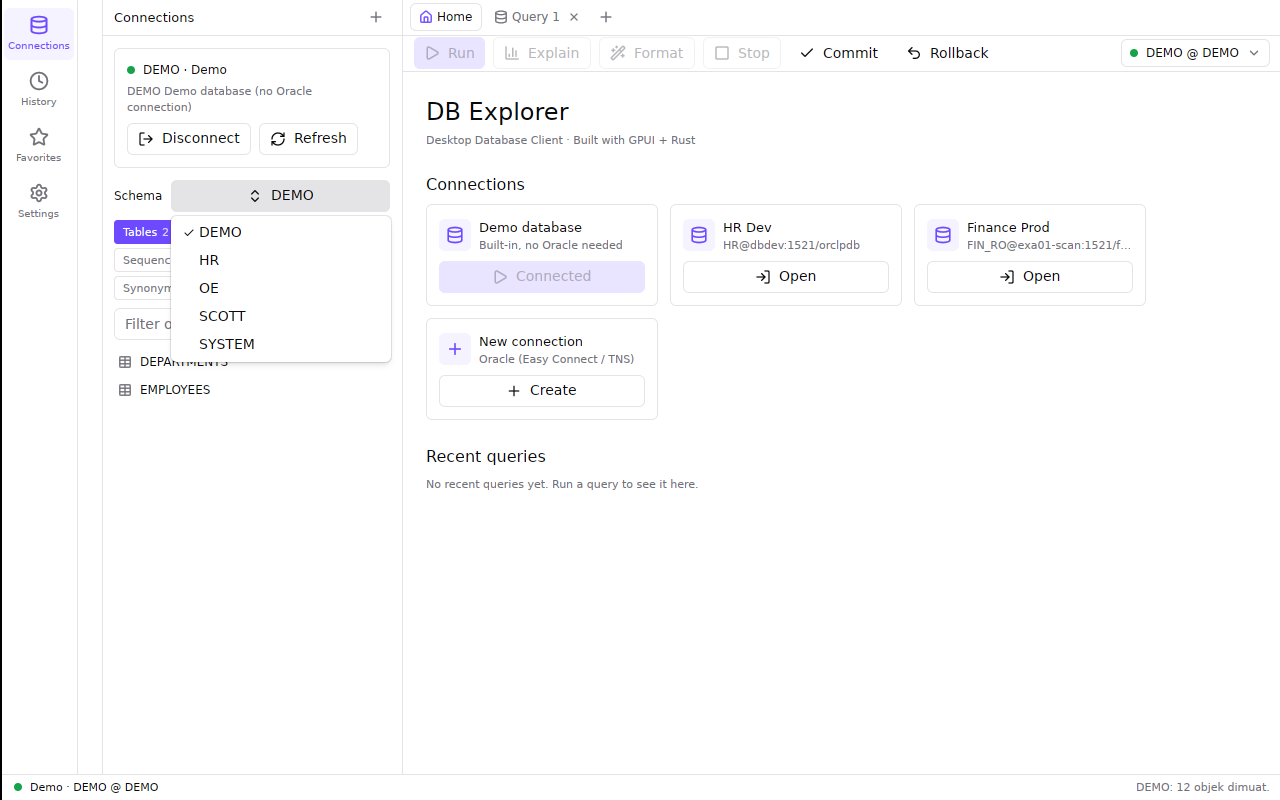 Connections
Home
Query 1
Connections
History
Favorites
Settings
Run
Explain
Format
Stop
Commit
Rollback
DEMO @ DEMO
DEMO · Demo
DEMO Demo database (no Oracle
connection)
Disconnect
Refresh
Schema
DEMO
Tables 2
Sequenc
Synonym
Filter o
DEMO
HR
OE
SCOTT
SYSTEM
DEPARTMENTS
EMPLOYEES
DB Explorer
Desktop Database Client · Built with GPUI + Rust
Connections
Demo database
Built-in, no Oracle needed
Connected
HR Dev
HR@dbdev:1521/orclpdb
Open
Finance Prod
FIN_RO@exa01-scan:1521/f...
Open
New connection
Oracle (Easy Connect / TNS)
Create
Recent queries
No recent queries yet. Run a query to see it here.
Demo · DEMO @ DEMO
DEMO: 12 objek dimuat.